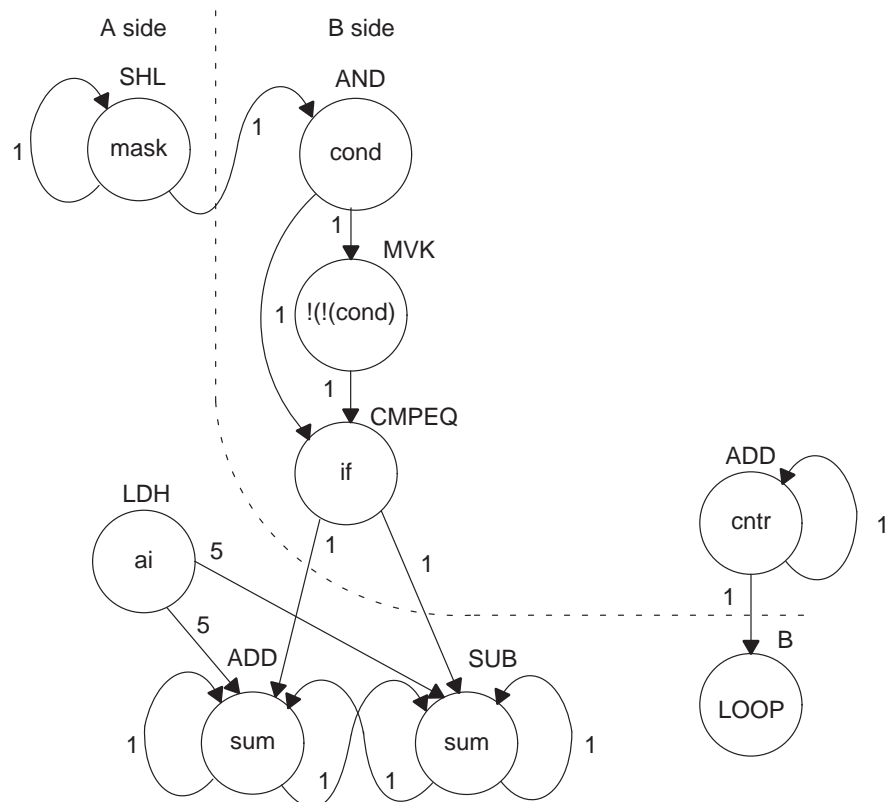 A side
B side
SHL
AND
1
mask
1
cond
1
MVK
1
!(!(cond)
1
CMPEQ
if
ADD
cntr
1
LDH
ai
5
1
1
5
1
B
LOOP
ADD
SUB
1
sum
1
1
sum
1